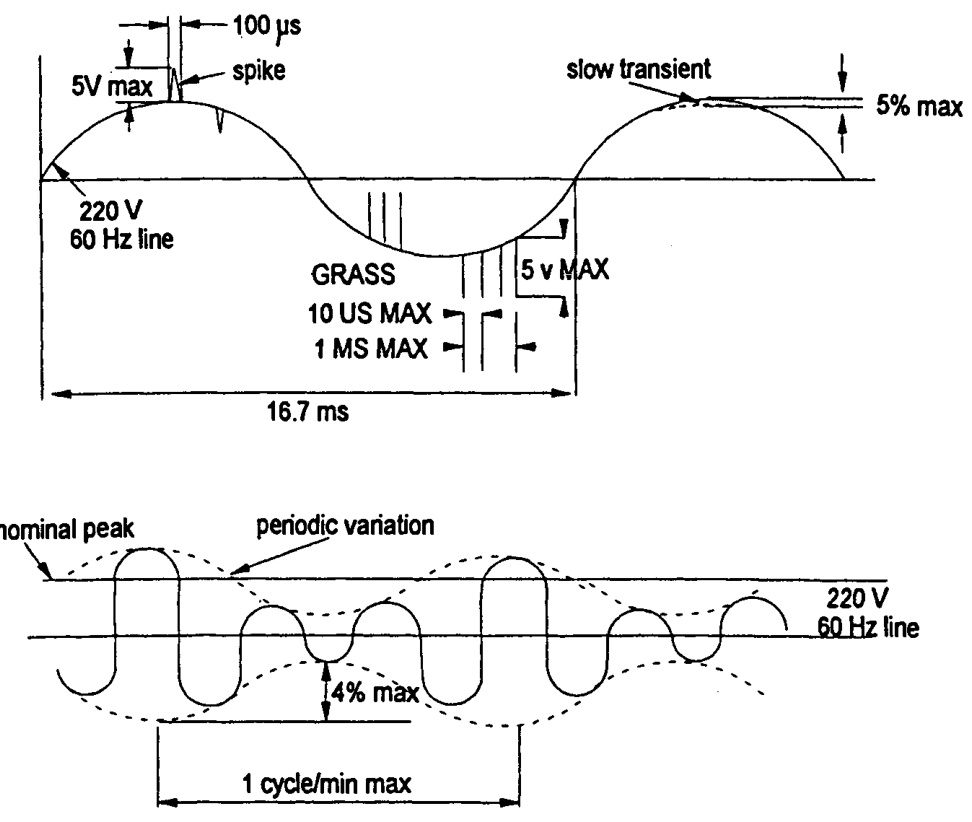 100 µs
spike
5V max
slow transient
5% max
220 V
60 Hz line
GRASS
5 v MAX
10 US MAX
1 MS MAX
16.7 ms
nominal peak
periodic variation
220 V
60 Hz line
4% max
1 cycle/min max